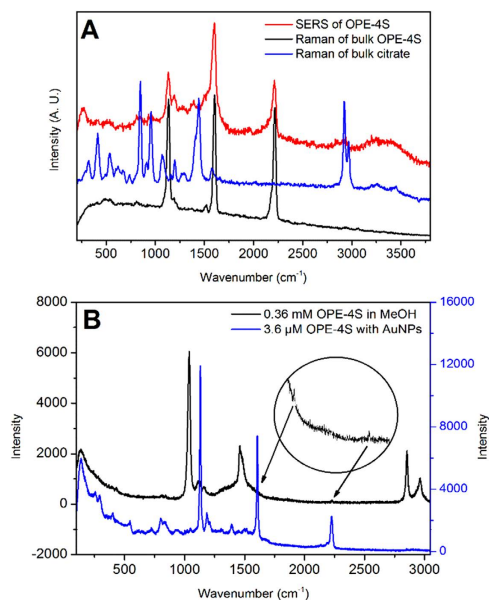 A
SERS of OPE-4S
Raman of bulk OPE-4S
Raman of bulk citrate
Intensity (A. U.)
500 1000 1500 2000 2500 3000 3500
Wavenumber (cm-1)
B
0.36 mM OPE-4S in MeOH
3.6 µM OPE-4S with AuNPs
8000
6000
4000
2000
0
-2000
Intensity
16000
12000
8000
4000
0
Intensity
500 1000 1500 2000 2500 3000
Wavenumber (cm-1)